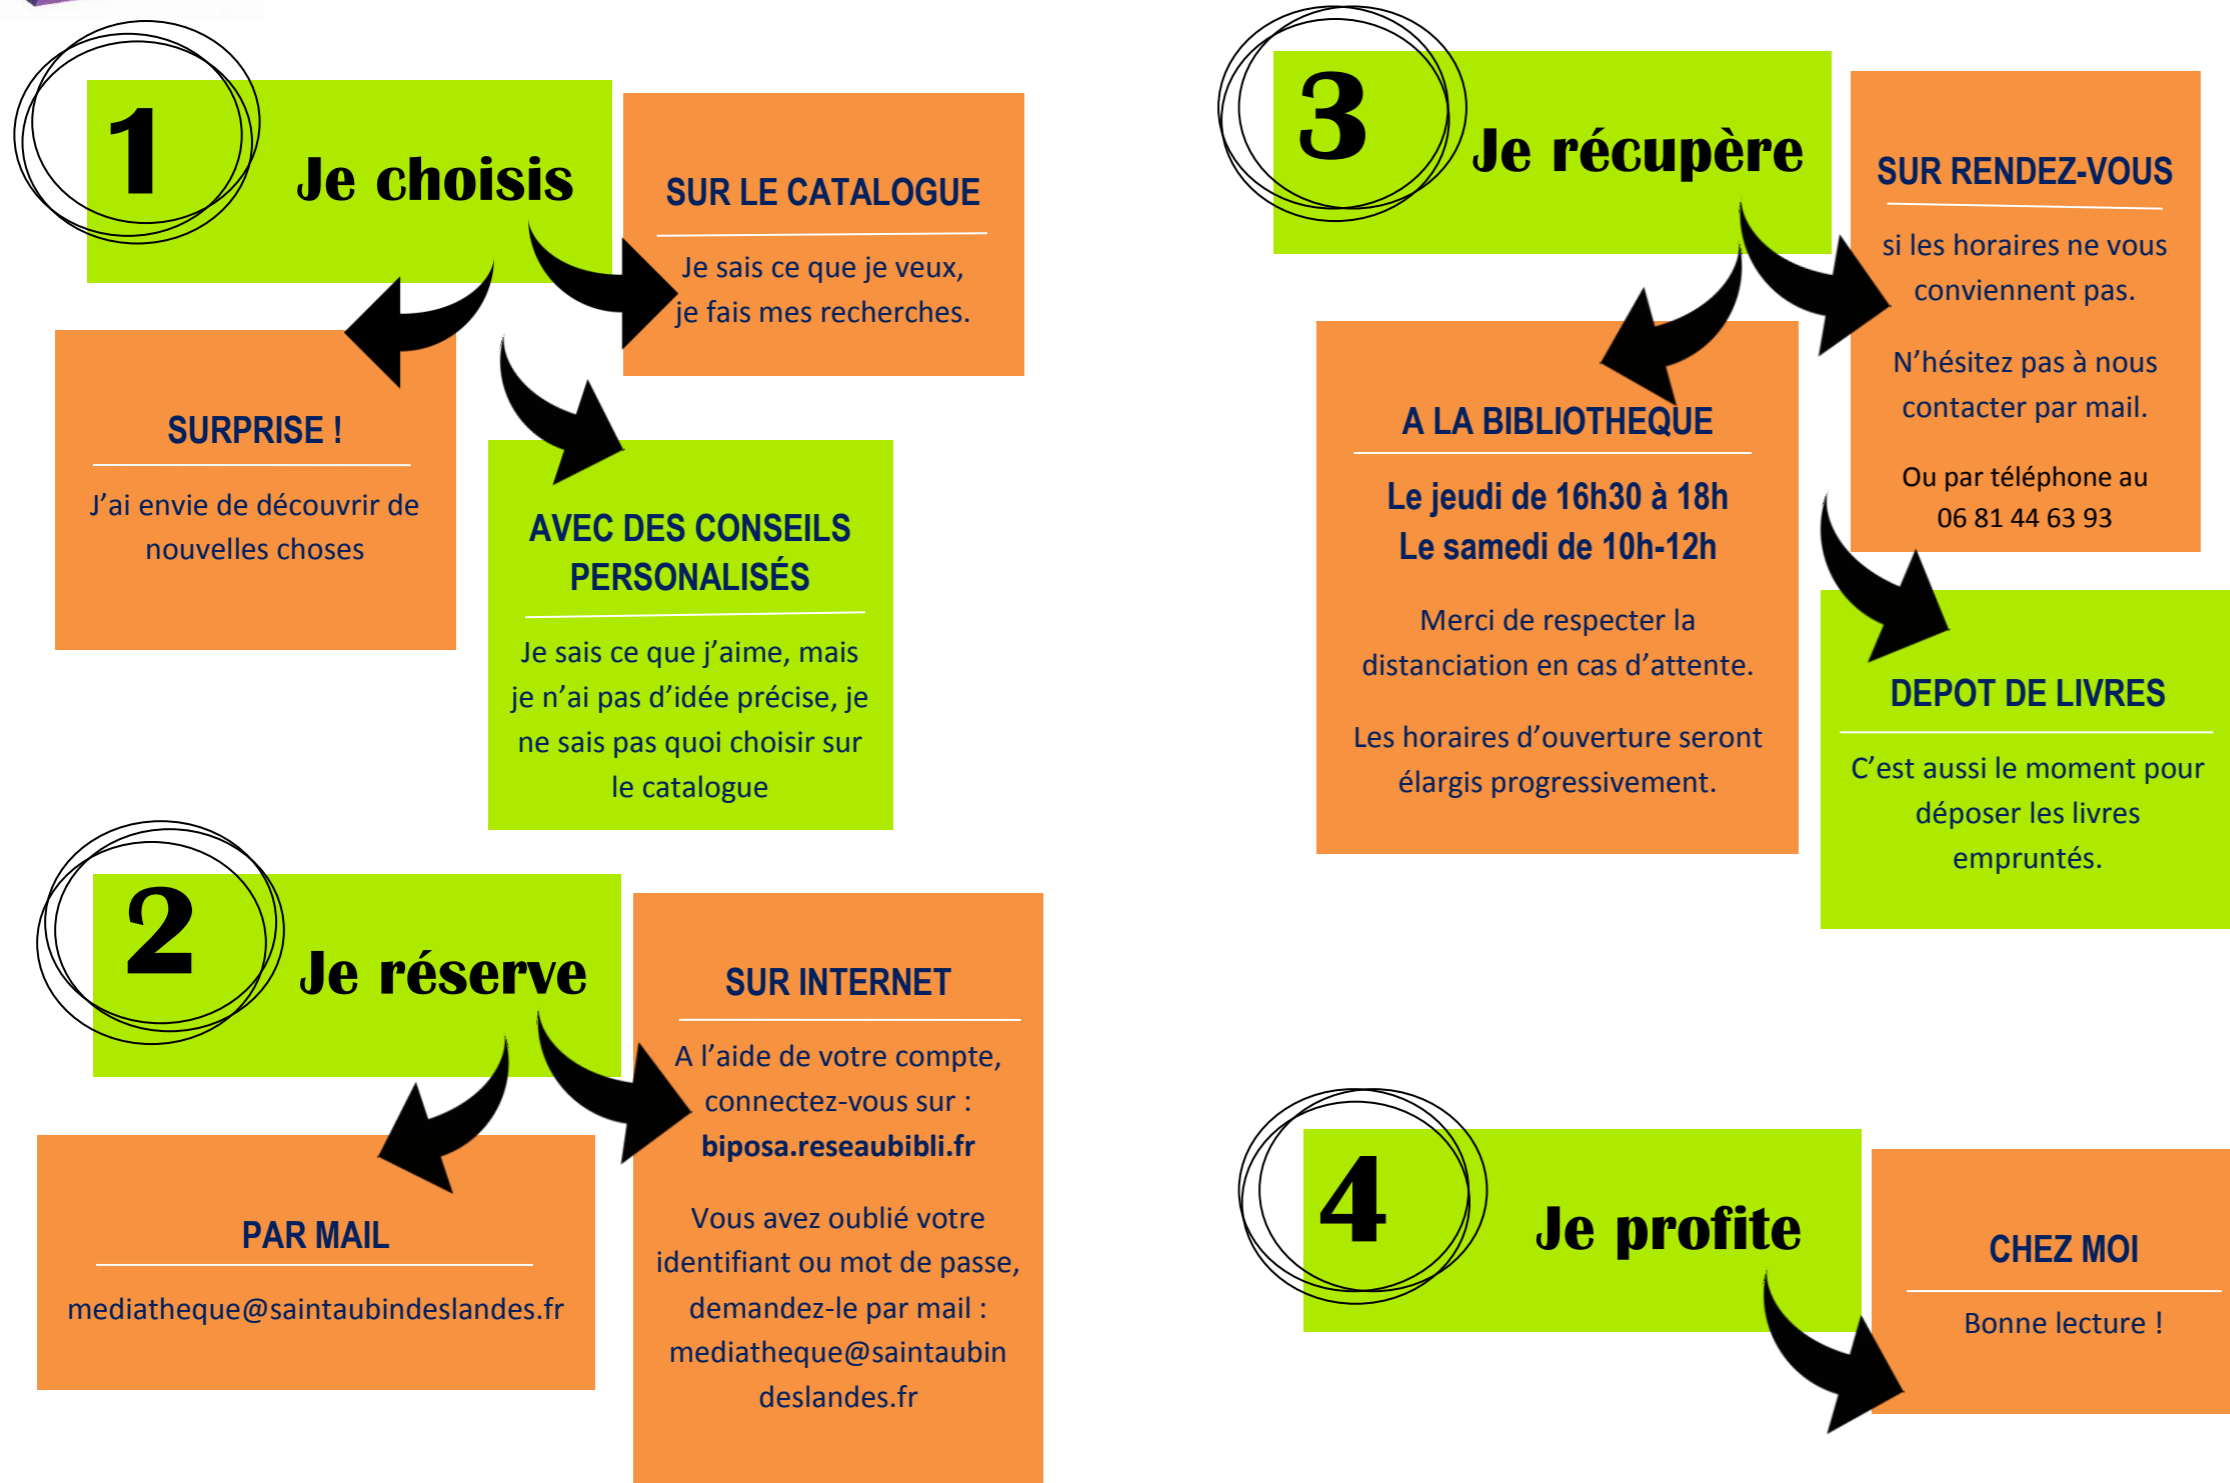 1
Je choisis
SUR LE CATALOGUE
Je sais ce que je veux,
je fais mes recherches.
SURPRISE !
J’ai envie de découvrir de
nouvelles choses
AVEC DES CONSEILS
PERSONALISÉS
Je sais ce que j’aime, mais
je n’ai pas d’idée précise, je
ne sais pas quoi choisir sur
le catalogue
2
Je réserve
SUR INTERNET
A l’aide de votre compte,
connectez-vous sur :
biposa.reseaubibli.fr
Vous avez oublié votre
identifiant ou mot de passe,
demandez-le par mail :
mediatheque@saintaubin
deslandes.fr
PAR MAIL
mediatheque@saintaubindeslandes.fr
3
Je récupère
SUR RENDEZ-VOUS
si les horaires ne vous
conviennent pas.
N’hésitez pas à nous
contacter par mail.
Ou par téléphone au
06 81 44 63 93
A LA BIBLIOTHEQUE
Le jeudi de 16h30 à 18h
Le samedi de 10h-12h
Merci de respecter la
distanciation en cas d’attente.
Les horaires d’ouverture seront
élargis progressivement.
DEPOT DE LIVRES
C’est aussi le moment pour
déposer les livres
empruntés.
4
Je profite
CHEZ MOI
Bonne lecture !